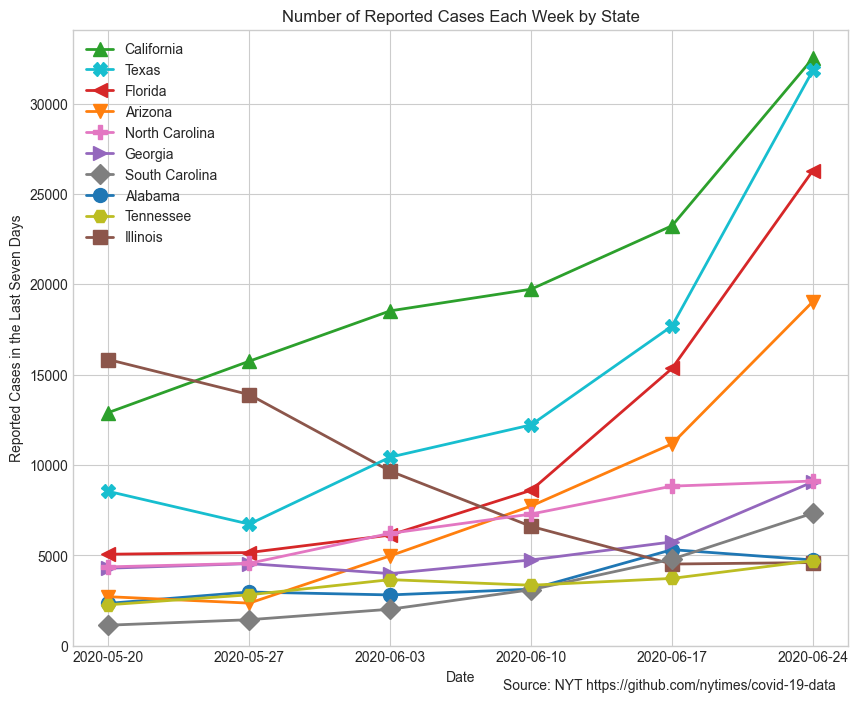 Number of Reported Cases Each Week by State
California
Texas
Florida
Arizona
North Carolina
Georgia
South Carolina
Alabama
Tennessee
Illinois
Reported Cases in the Last Seven Days
30000
25000
20000
15000
10000
5000
0
2020-05-20 2020-05-27 2020-06-03 2020-06-10 2020-06-17 2020-06-24
Date
Source: NYT https://github.com/nytimes/covid-19-data